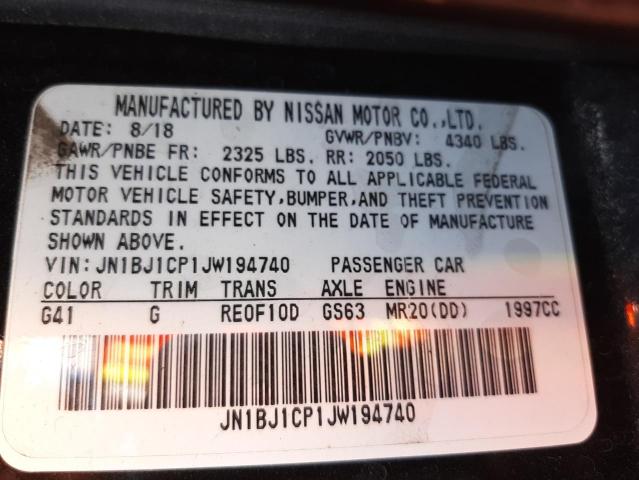 MANUFACTURED BY NISSAN MOTOR CO.,LTD.
DATE: 8/18 GVWR/PNBV: 4340 LBS.
GAWR/PNBE FR: 2325 LBS. RR: 2050 LBS.
THIS VEHICLE CONFORMS TO ALL APPLICABLE FEDERAL
MOTOR VEHICLE SAFETY,BUMPER,AND THEFT PREVENTION
STANDARDS IN EFFECT ON THE DATE OF MANUFACTURE
SHOWN ABOVE.
VIN:JN1BJ1CP1JW194740 PASSENGER CAR
COLOR TRIM TRANS AXLE ENGINE
G41 G RE0F10D GS63 MR20(DD) 1997CC
JN1BJ1CP1JW194740